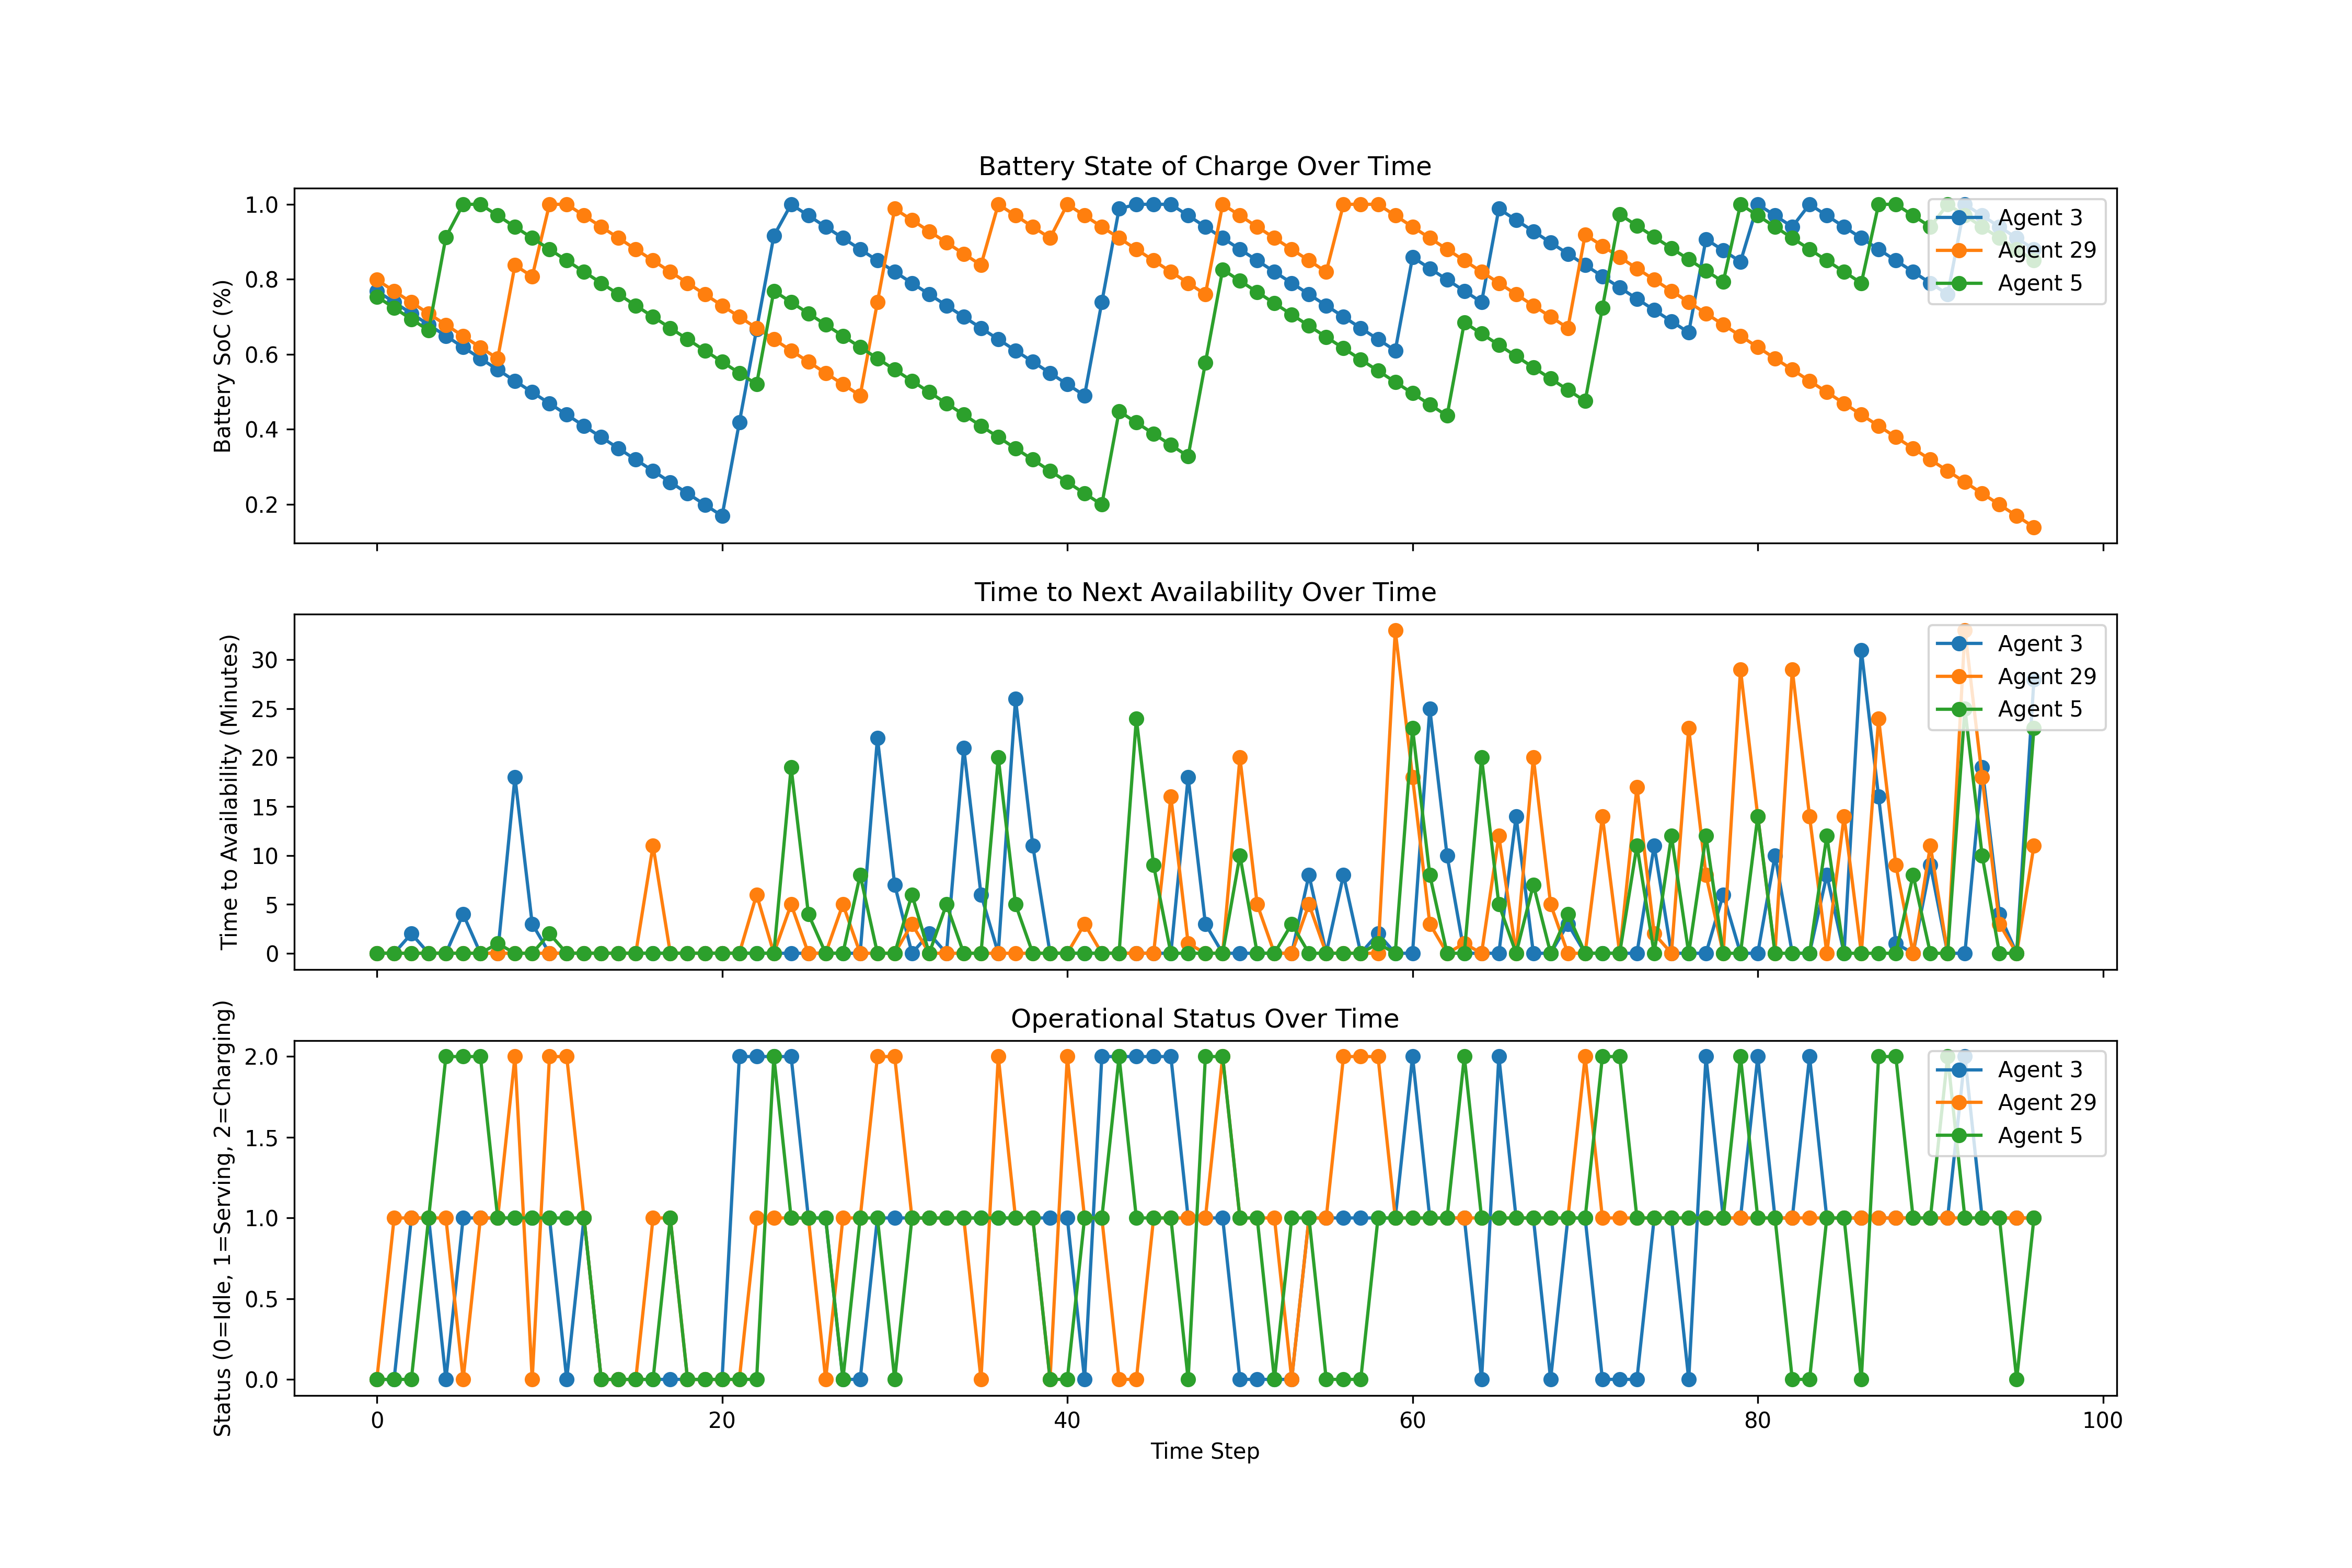 Battery State of Charge Over Time
Battery SoC (%)
1.0
0.8
0.6
0.4
0.2
Agent 3
Agent 29
Agent 5
Time to Next Availability Over Time
Time to Availability (Minutes)
30
25
20
15
10
5
0
Agent 3
Agent 29
Agent 5
Operational Status Over Time
Status (0=Idle, 1=Serving, 2=Charging)
2.0
1.5
1.0
0.5
0.0
Agent 3
Agent 29
Agent 5
0 20 40 60 80 100
Time Step